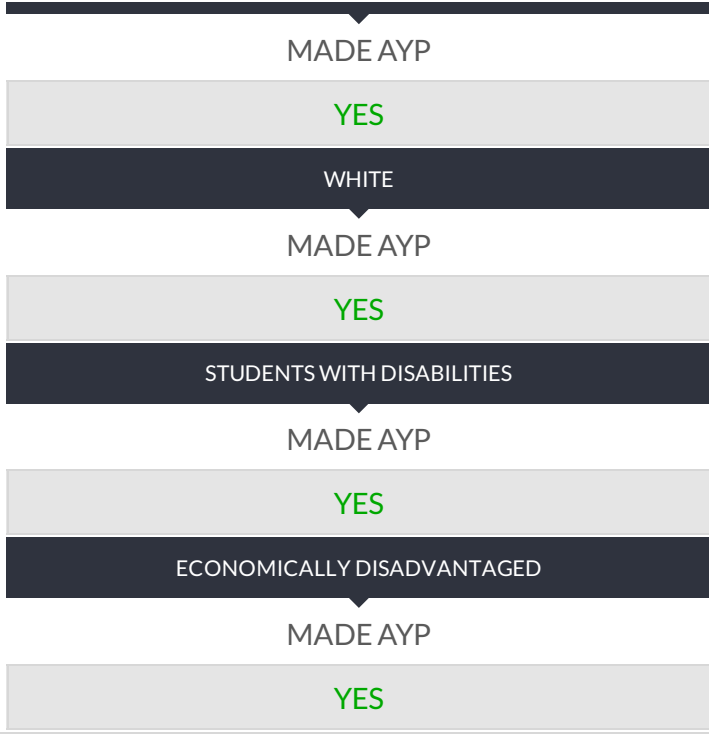 MADE AYP
YES
WHITE
MADE AYP
YES
STUDENTS WITH DISABILITIES
MADE AYP
YES
ECONOMICALLY DISADVANTAGED
MADE AYP
YES